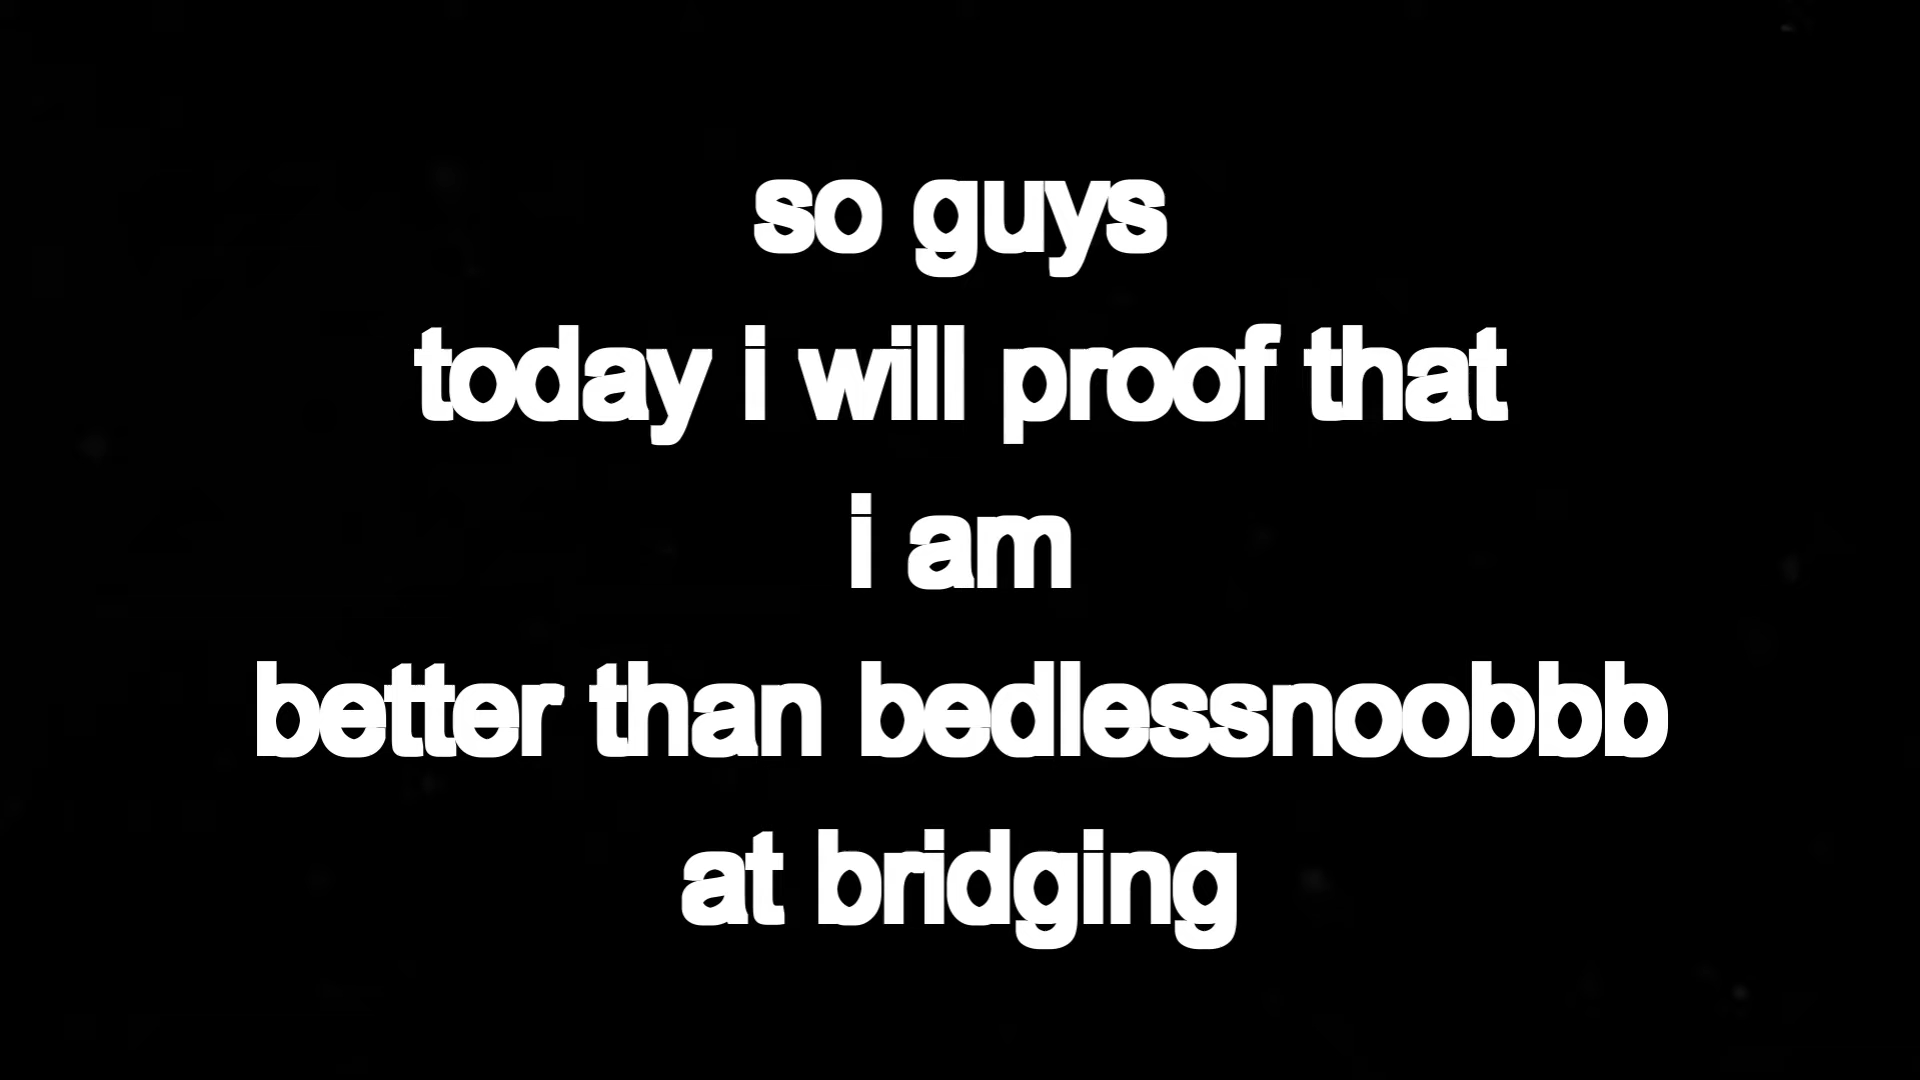 so guys
today i will proof that
i am
better than bedlessnoobbb
at bridging